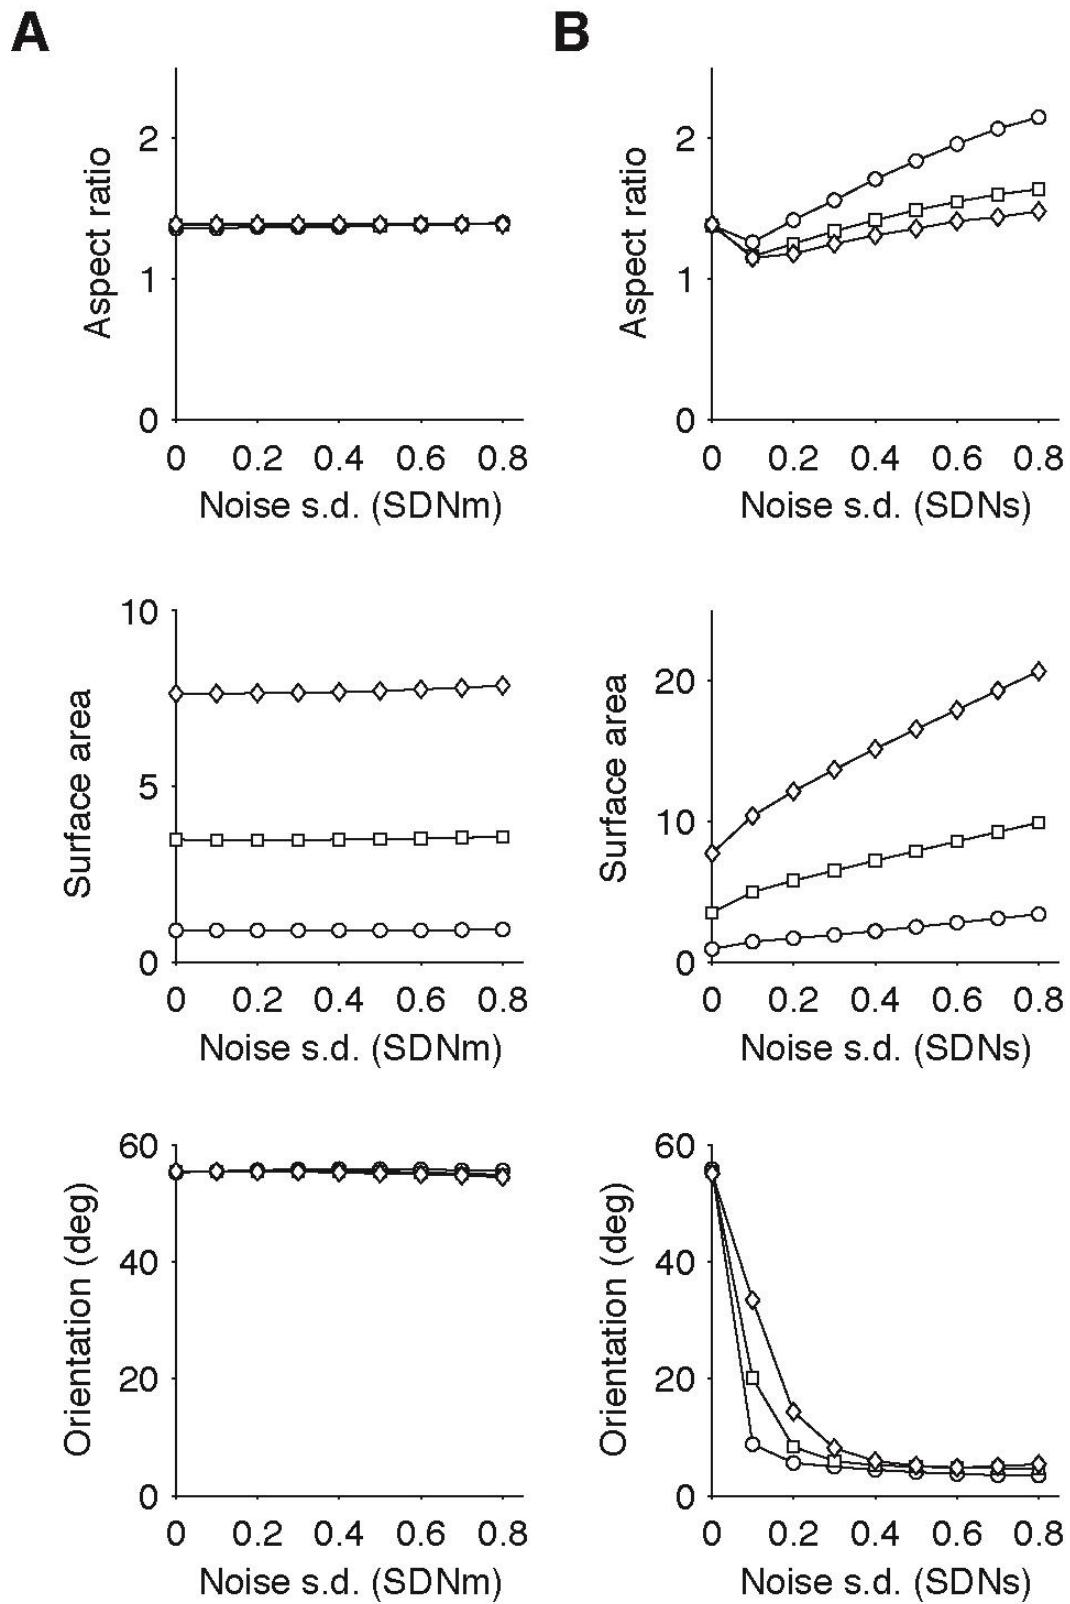 A
B
2
1
0
Aspect ratio
0 0.2 0.4 0.6 0.8
Noise s.d. (SDNm)
2
1
0
Aspect ratio
0 0.2 0.4 0.6 0.8
Noise s.d. (SDNs)
10
5
0
Surface area
0 0.2 0.4 0.6 0.8
Noise s.d. (SDNm)
20
10
0
Surface area
0 0.2 0.4 0.6 0.8
Noise s.d. (SDNs)
60
40
20
0
Orientation (deg)
0 0.2 0.4 0.6 0.8
Noise s.d. (SDNm)
60
40
20
0
Orientation (deg)
0 0.2 0.4 0.6 0.8
Noise s.d. (SDNs)